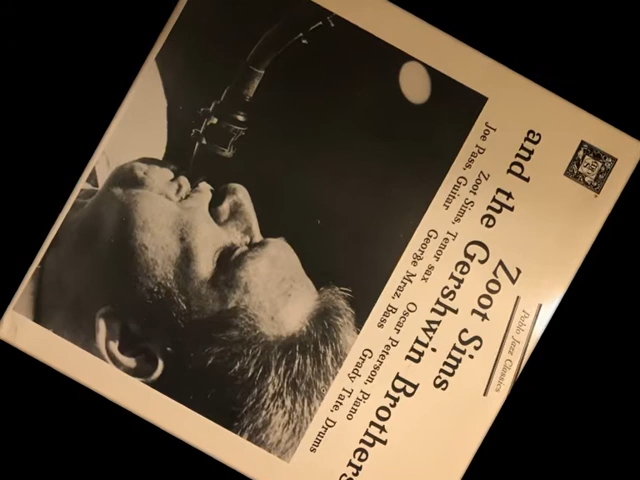 Pablo Jazz Classics
Zoot Sims
and the Gershwin Brothers
Zoot Sims, Tenor sax Oscar Peterson, Piano
Joe Pass, Guitar George Mraz, Bass Grady Tate, Drums